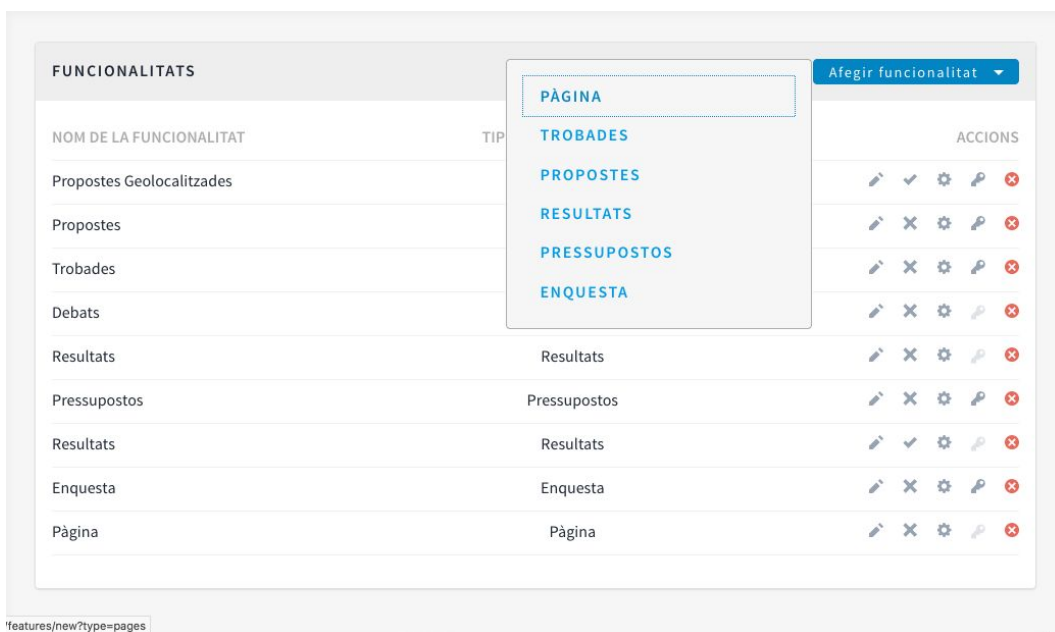 FUNCIONALITATS
Afegir funcionalitat
PÀGINA
TROBADES
PROPOSTES
RESULTATS
PRESSUPOSTOS
ENQUESTA
NOM DE LA FUNCIONALITAT TIP ACCIONS
Propostes Geolocalitzades
Propostes
Trobades
Debats
Resultats Resultats
Pressupostos Pressupostos
Resultats Resultats
Enquesta Enquesta
Pàgina Pàgina
/features/new?type=pages